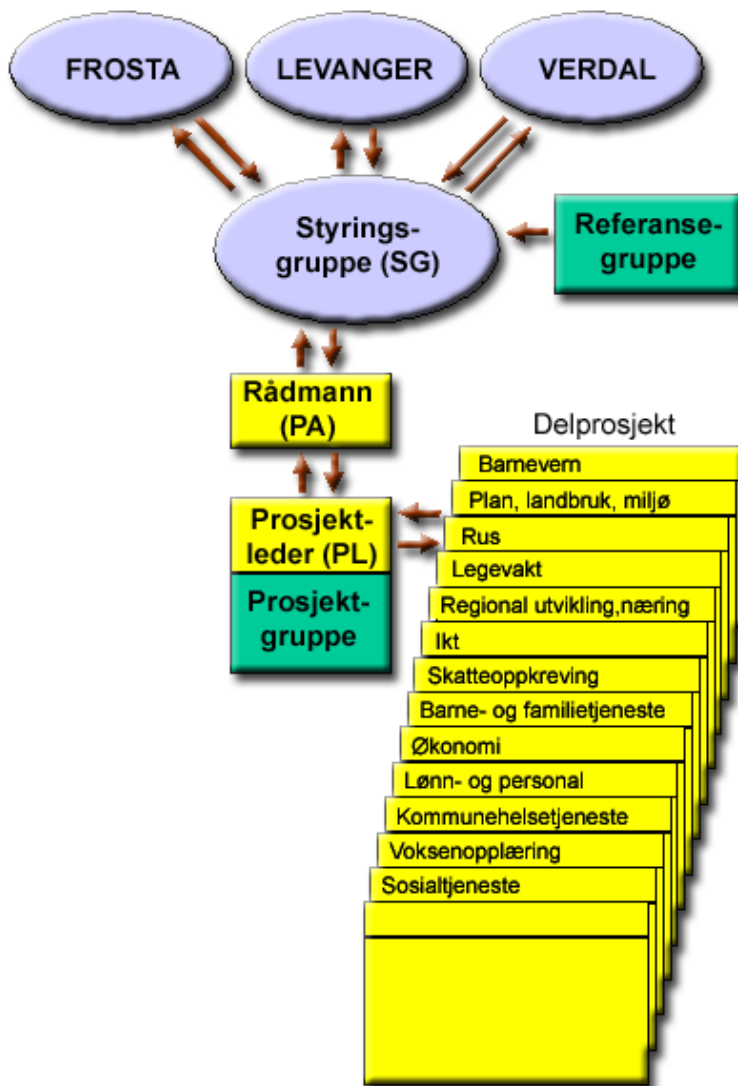 FROSTA
LEVANGER
VERDAL
Styrings-
gruppe (SG)
Referanse-
gruppe
Rådmann
(PA)
Prosjekt-
leder (PL)
Prosjekt-
gruppe
Delprosjekt
Barnevern
Plan, landbruk, miljø
Rus
Legevakt
Regional utvikling,næring
Ikt
Skatteoppkreving
Barne- og familietjeneste
Økonomi
Lønn- og personal
Kommunehelsetjeneste
Voksenopplæring
Sosialtjeneste